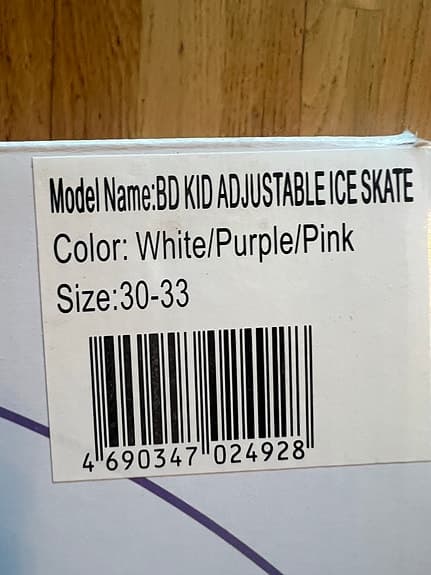 Model Name:BD KID ADJUSTABLE ICE SKATE
Color: White/Purple/Pink
Size:30-33
4 690347 024928